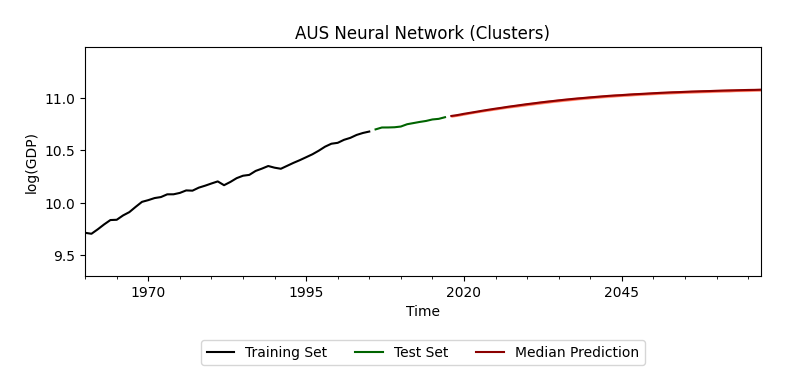 AUS Neural Network (Clusters)
log(GDP)
11.0
10.5
10.0
9.5
1970 1995 2020 2045
Time
Training Set Test Set Median Prediction